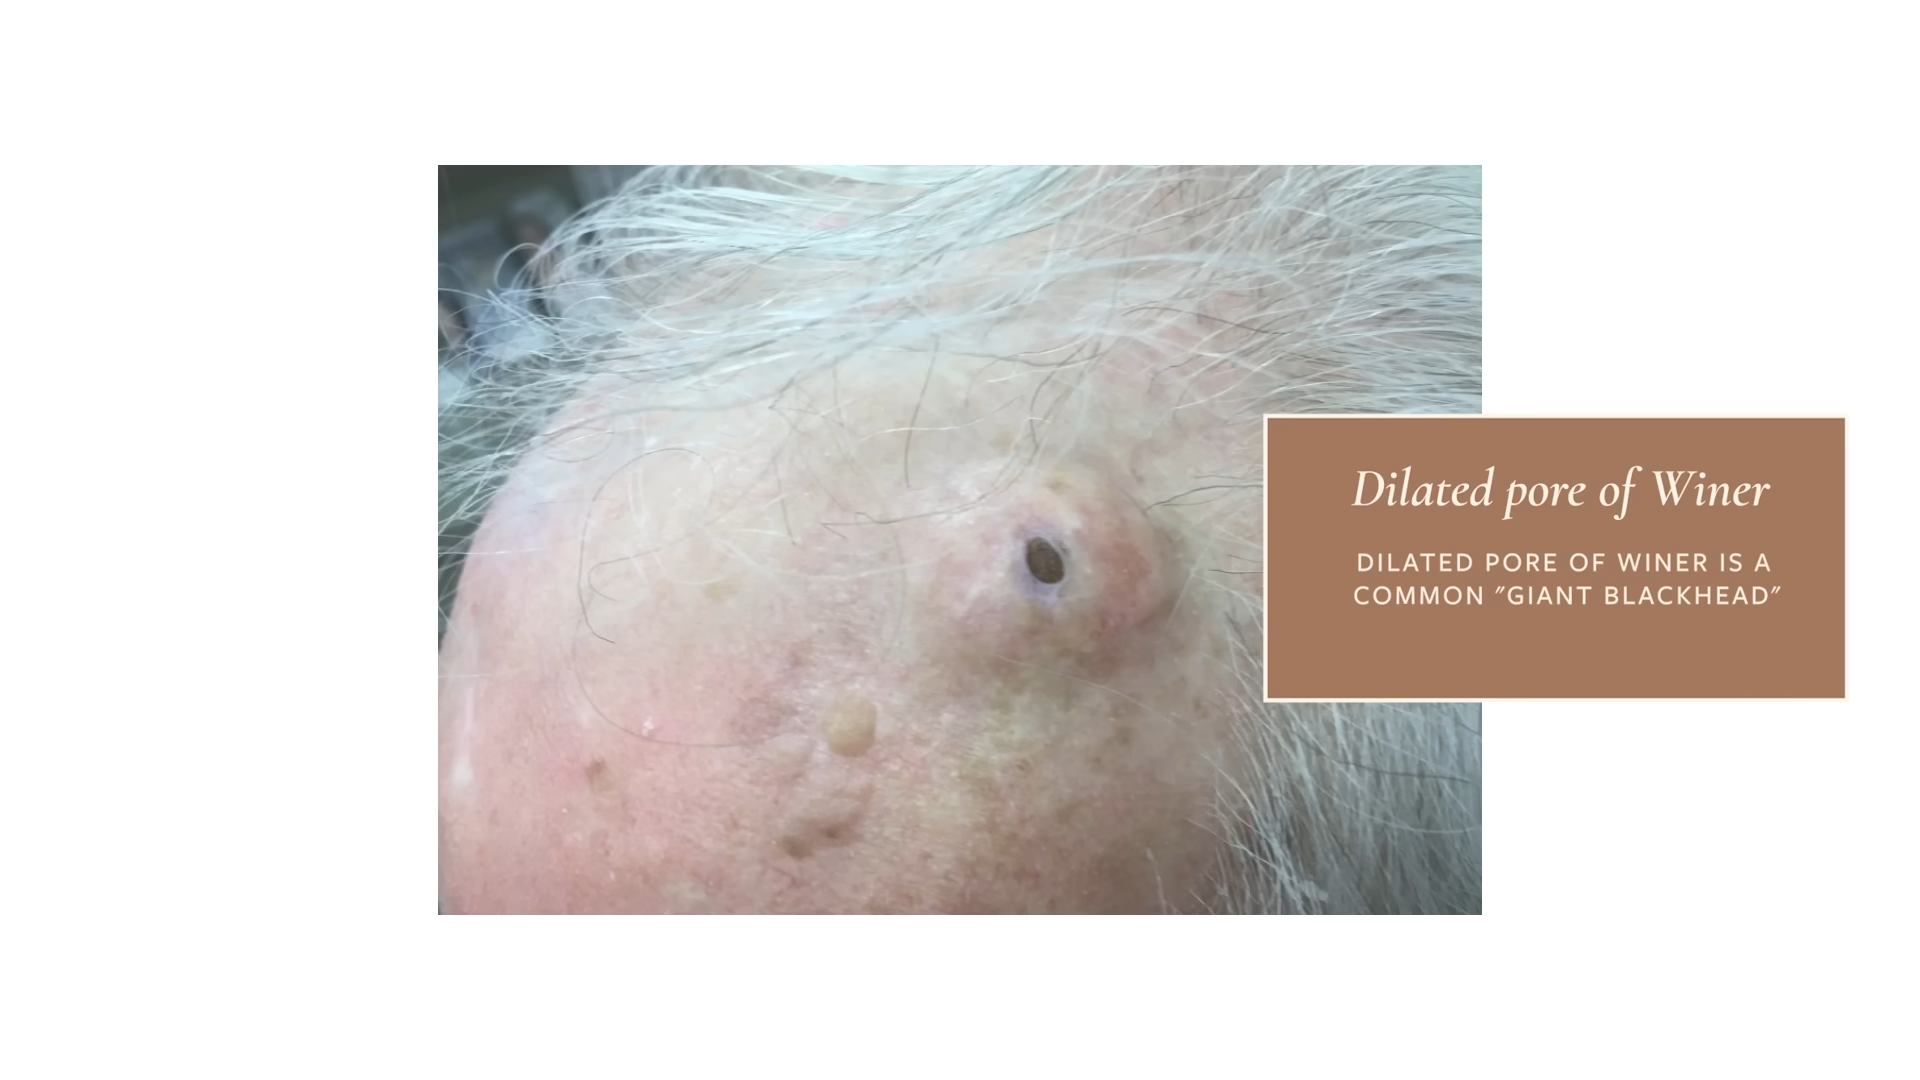 Dilated pore of Winer
DILATED PORE OF WINER IS A
COMMON "GIANT BLACKHEAD"